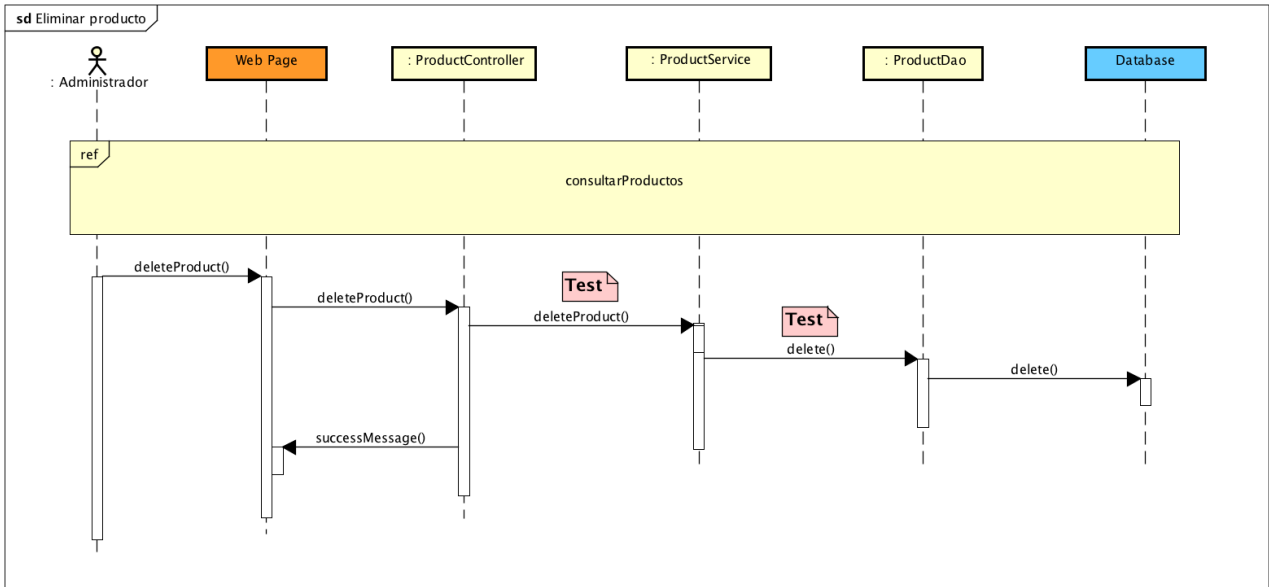 sd Eliminar producto
: Administrador
Web Page
: ProductController
: ProductService
: ProductDao
Database
ref
consultarProductos
deleteProduct()
deleteProduct()
Test
deleteProduct()
Test
delete()
delete()
successMessage()